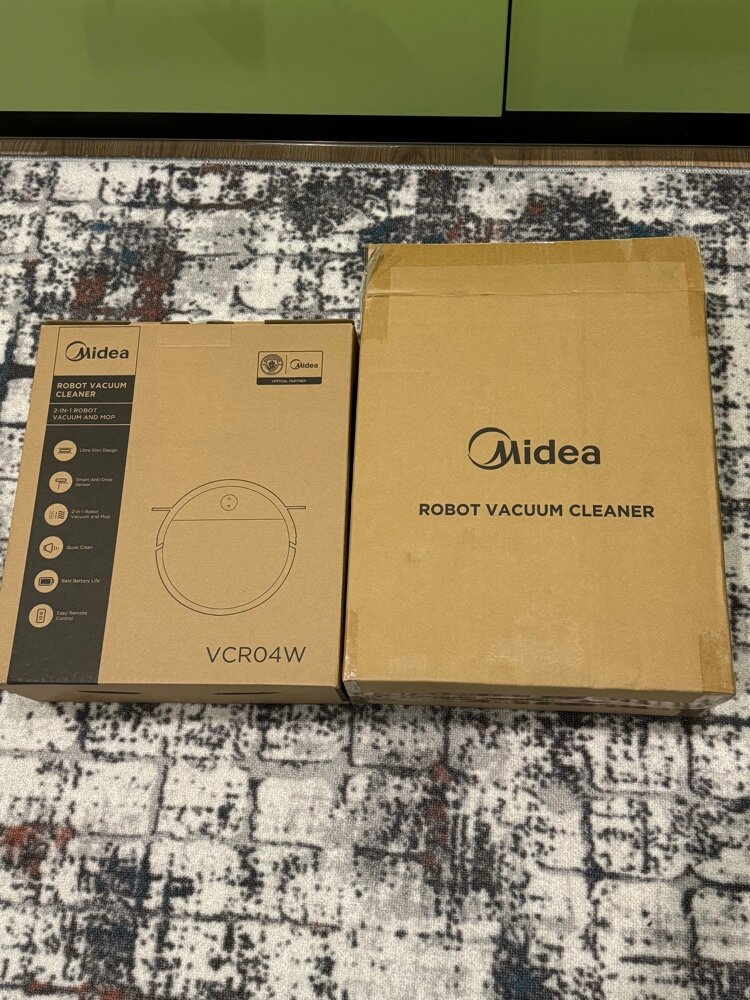 Midea
ROBOT VACUUM
CLEANER
2-IN-1 ROBOT
VACUUM AND MOP
Ultra-Slim Design
Smart Anti-Drop
Sensor
2-in-1 Robot
Vacuum and Mop
Quiet Clean
Best Battery Life
Easy Remote
Control
Midea
OFFICIAL PARTNER
VCR04W
Midea
ROBOT VACUUM CLEANER